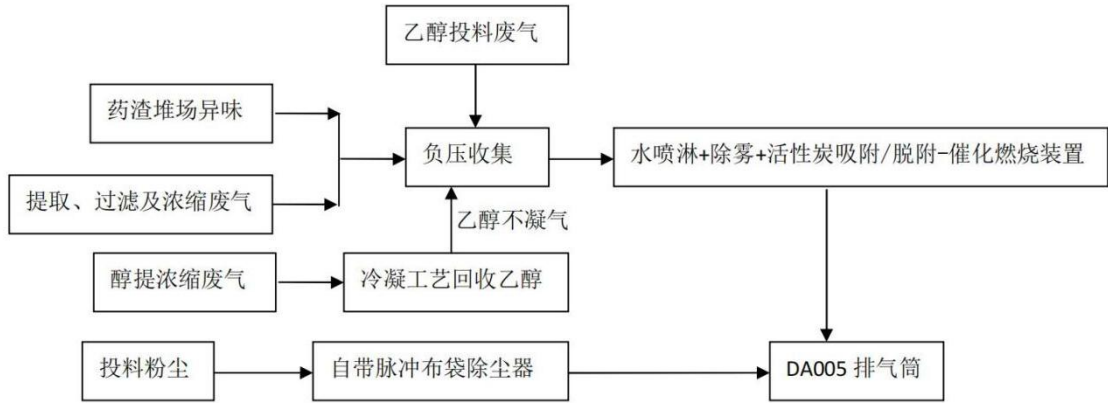 乙醇投料废气
药渣堆场异味
负压收集
水喷淋+除雾+活性炭吸附/脱附-催化燃烧装置
提取、过滤及浓缩废气
乙醇不凝气
醇提浓缩废气
冷凝工艺回收乙醇
投料粉尘
自带脉冲布袋除尘器
DA005 排气筒